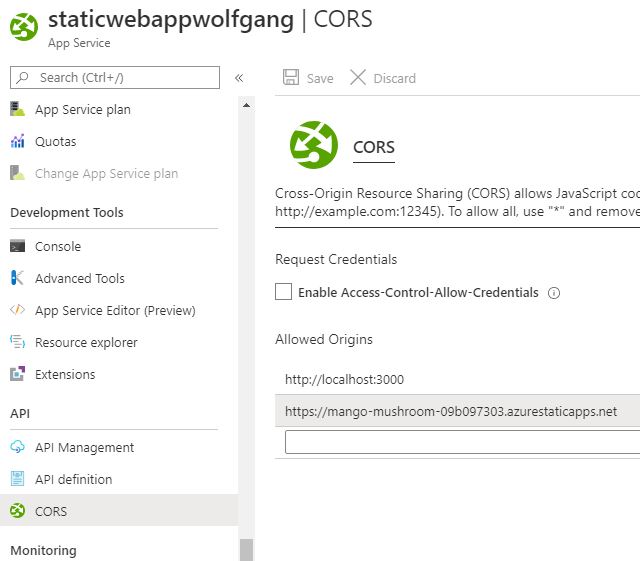 staticwebappwolfgang | CORS
App Service
Search (Ctrl+/)
«
Save
Discard
App Service plan
Quotas
Change App Service plan
Development Tools
Console
Advanced Tools
App Service Editor (Preview)
Resource explorer
Extensions
API
API Management
API definition
CORS
Monitoring
CORS
Cross-Origin Resource Sharing (CORS) allows JavaScript cod
http://example.com:12345). To allow all, use "*" and remove
Request Credentials
Enable Access-Control-Allow-Credentials
Allowed Origins
http://localhost:3000
https://mango-mushroom-09b097303.azurestaticapps.net